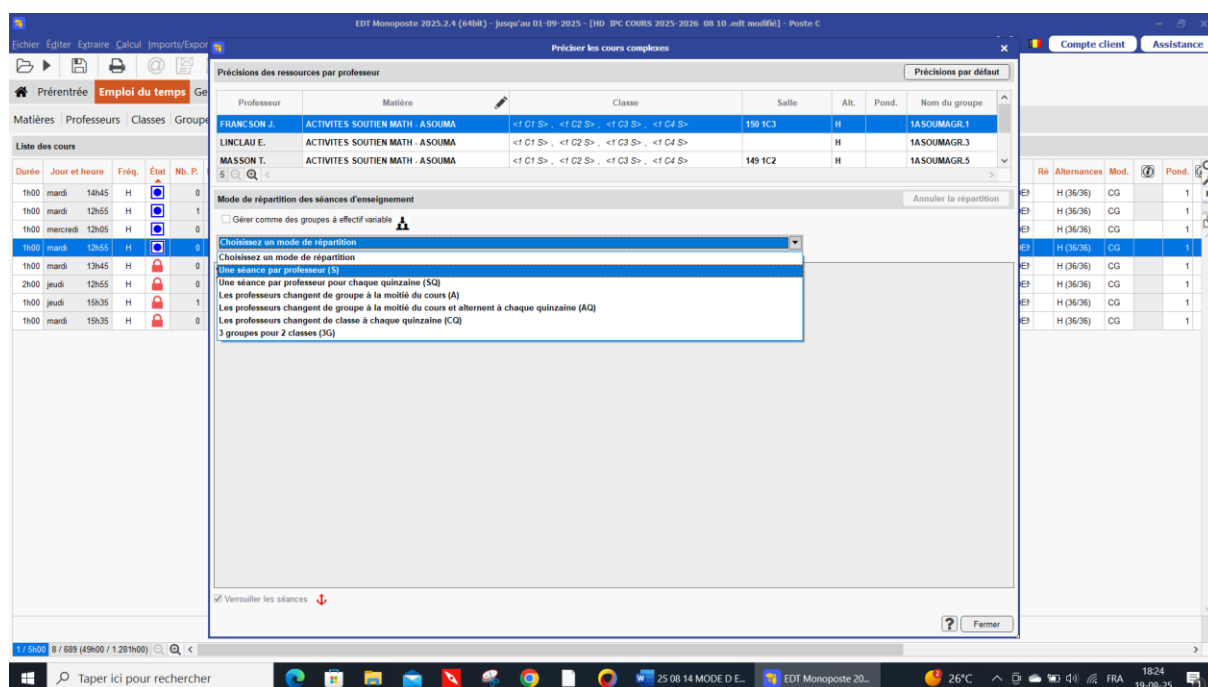 EDT Monoposte 2025.2.4 (64bit) - jusqu'au 01-09-2025 - [HD IPC COURS 2025-2026 08 10 .edt modifié] - Poste C
Fichier Éditer Extraire Calcul Imports/Expor
Préciser les cours complexes
Compte client Assistance
Précisions des ressources par professeur
Précisions par défaut
Prérentrée Emploi du temps Ge
Professeur Matière Classe Salle Alt. Pond. Nom du groupe
Matières Professeurs Classes Groupe
FRANCSON J. ACTIVITES SOUTIEN MATH - ASOUMA <1 C1 S> , <1 C2 S> , <1 C3 S> , <1 C4 S> 150 1C3 H 1ASOUMAGR.1
LINCLAU E. ACTIVITES SOUTIEN MATH - ASOUMA <1 C1 S> , <1 C2 S> , <1 C3 S> , <1 C4 S> H 1ASOUMAGR.3
MASSON T. ACTIVITES SOUTIEN MATH - ASOUMA <1 C1 S> , <1 C2 S> , <1 C3 S> , <1 C4 S> 149 1C2 H 1ASOUMAGR.5
5
Liste des cours
Durée Jour et heure Fréq. État Nb. P. Ré Alternances Mod. Pond.
1h00 mardi 14h45 H 0 H (36/36) CG 1
1h00 mardi 12h55 H 1 H (36/36) CG 1
1h00 mercredi 12h05 H 0 H (36/36) CG 1
1h00 mardi 12h55 H 0 H (36/36) CG 1
1h00 mardi 13h45 H 0 H (36/36) CG 1
2h00 jeudi 12h55 H 0 H (36/36) CG 1
1h00 jeudi 15h35 H 1 H (36/36) CG 1
1h00 mardi 15h35 H 0 H (36/36) CG 1
Mode de répartition des séances d'enseignement
Annuler la répartition
Gérer comme des groupes à effectif variable
Choisissez un mode de répartition
Choisissez un mode de répartition
Une séance par professeur (S)
Une séance par professeur pour chaque quinzaine (SQ)
Les professeurs changent de groupe à la moitié du cours (A)
Les professeurs changent de groupe à la moitié du cours et alternent à chaque quinzaine (AQ)
Les professeurs changent de classe à chaque quinzaine (CQ)
3 groupes pour 2 classes (3G)
Verrouiller les séances
? Fermer
1 / 5h00 8 / 689 (49h00 / 1.281h00)
Taper ici pour rechercher
25 08 14 MODE D E...
EDT Monoposte 20...
26°C
FRA
18:24
19-08-25